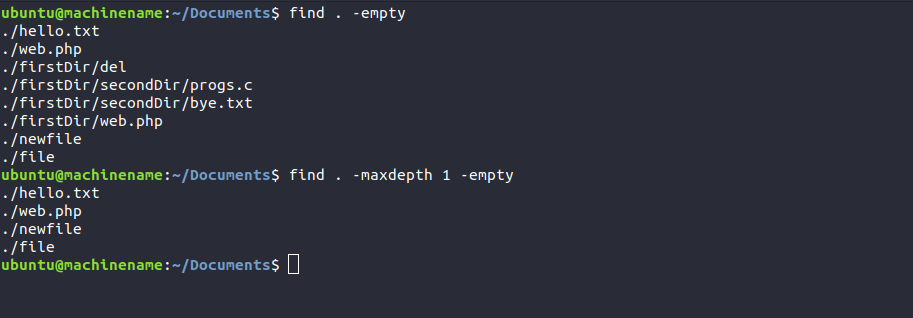 ubuntu@machinename:~/Documents$ find . -empty
./hello.txt
./web.php
./firstDir/del
./firstDir/secondDir/progs.c
./firstDir/secondDir/bye.txt
./firstDir/web.php
./newfile
./file
ubuntu@machinename:~/Documents$ find . -maxdepth 1 -empty
./hello.txt
./web.php
./newfile
./file
ubuntu@machinename:~/Documents$